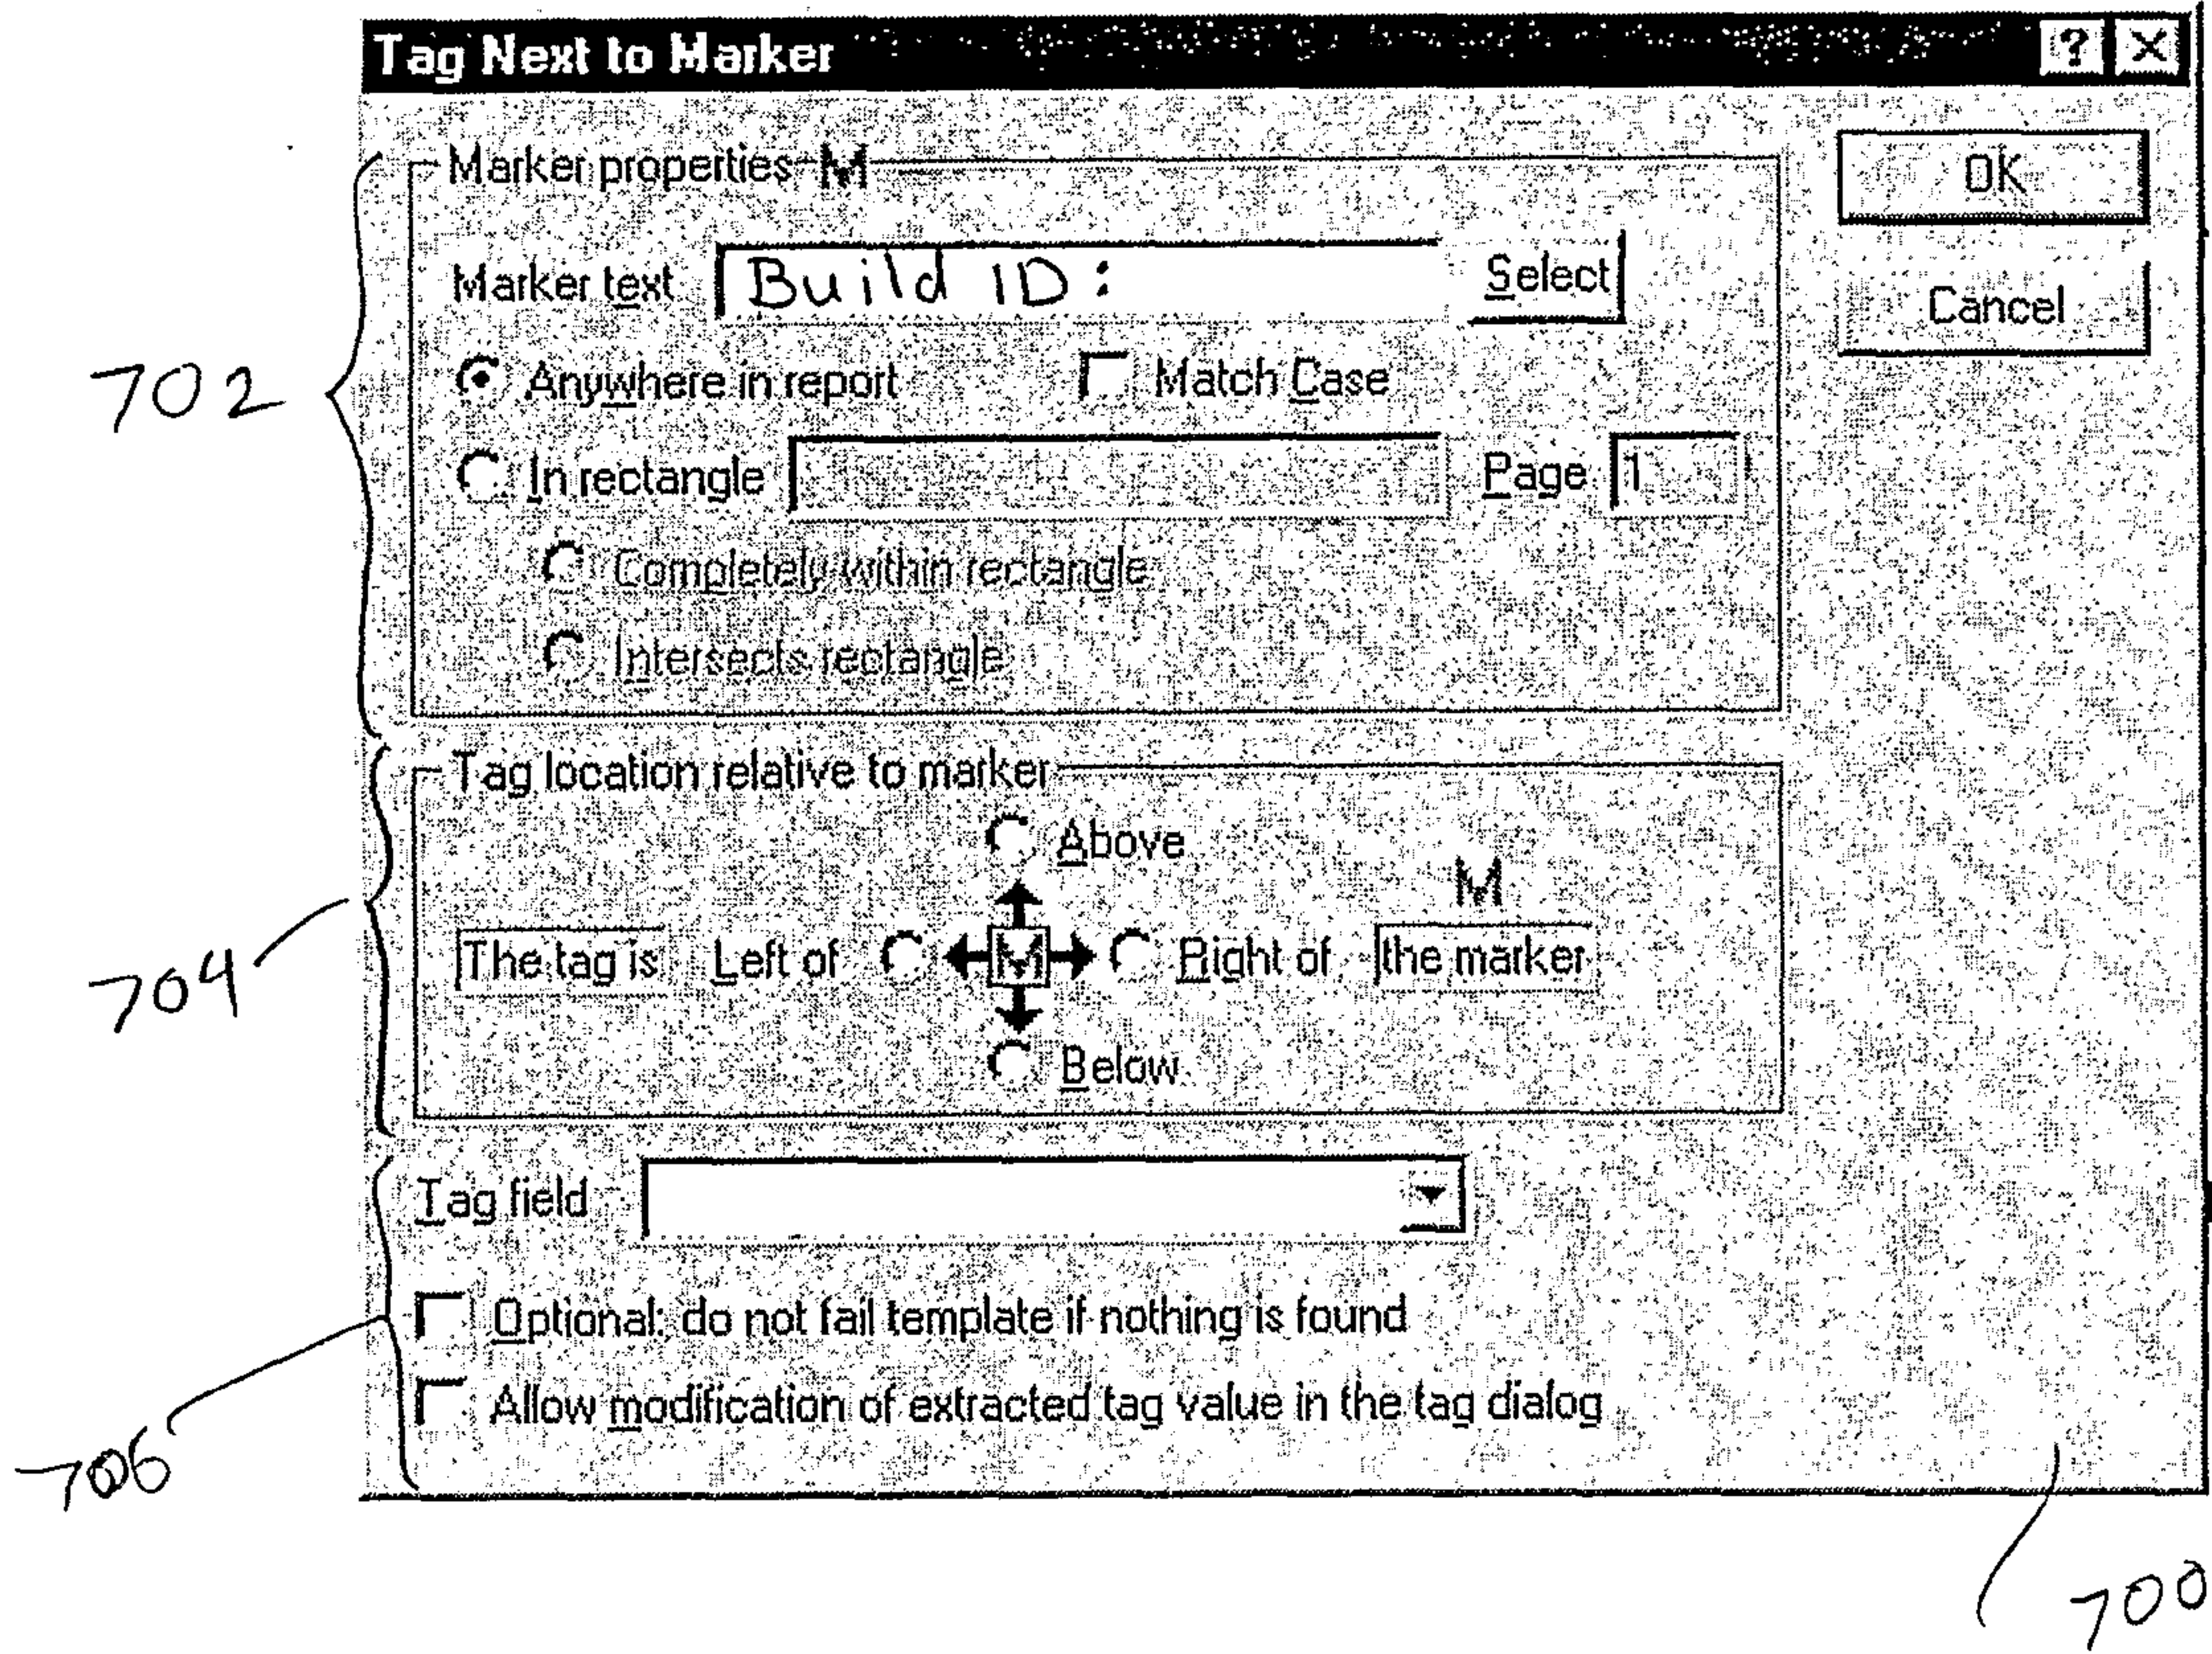 Tag Next to Marker ? X
Marker properties M
OK
Marker text Build ID: Select
Cancel
702
Anywhere in report Match Case
In rectangle Page 1
Completely within rectangle
Intersects rectangle
Tag location relative to marker
Above
M
704
The tag is Left of M Right of the marker
Below
Tag field
Optional: do not fail template if nothing is found
Allow modification of extracted tag value in the tag dialog
706
700